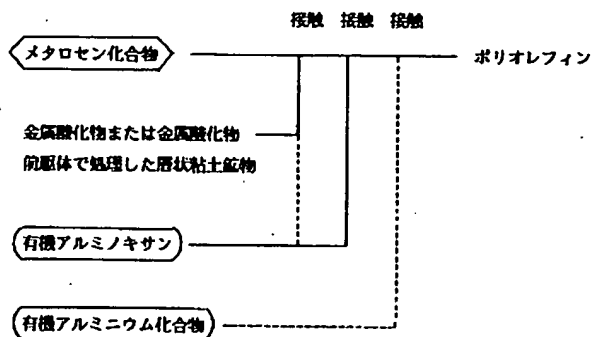 接触 接触 接触
メタロセン化合物
ポリオレフィン
金属酸化物または金属酸化物
前駆体で処理した層状粘土鉱物
有機アルミノキサン
有機アルミニウム化合物